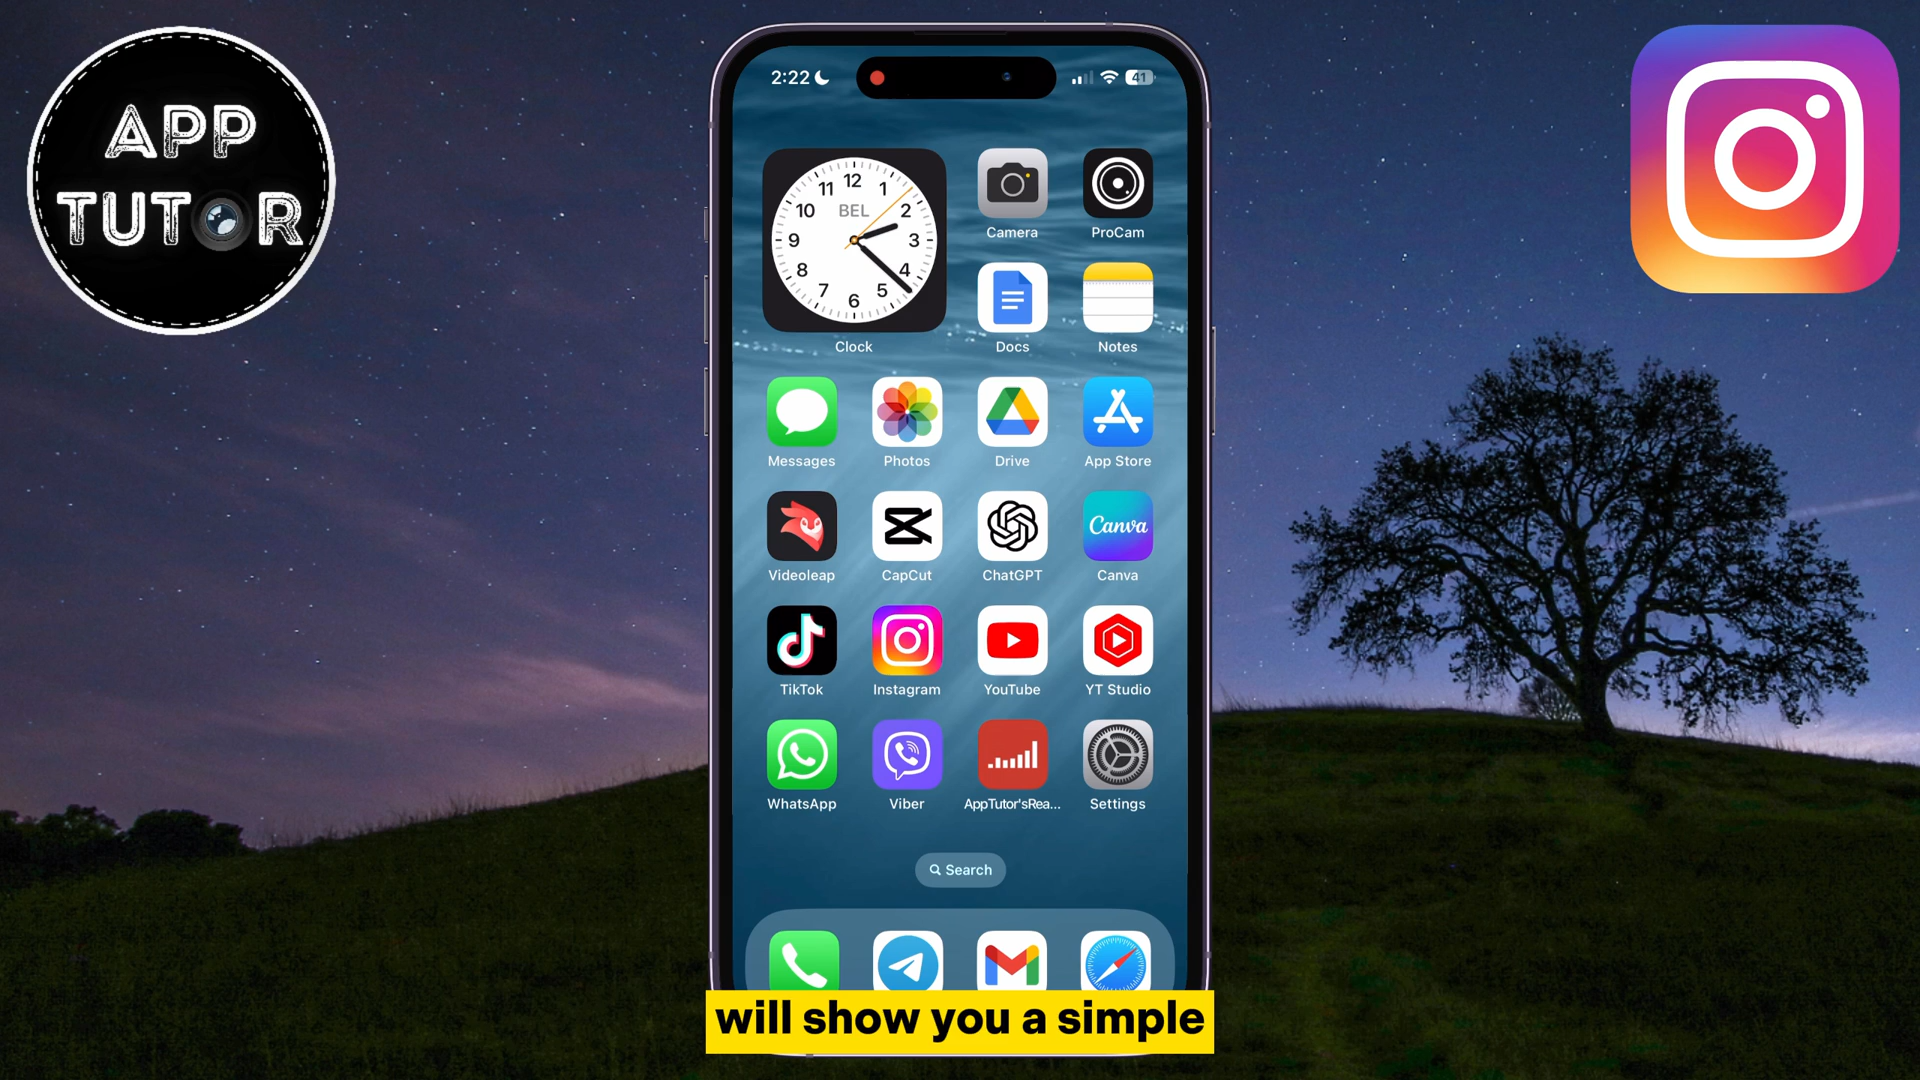 APP
TUTOR
2:22
41
12
11
1
10
BEL
2
9
3
8
4
7
5
6
Clock
Camera
ProCam
Docs
Notes
Messages
Photos
Drive
App Store
Canva
Videoleap
CapCut
ChatGPT
Canva
TikTok
Instagram
YouTube
YT Studio
WhatsApp
Viber
AppTutor'sRea...
Settings
Search
will show you a simple